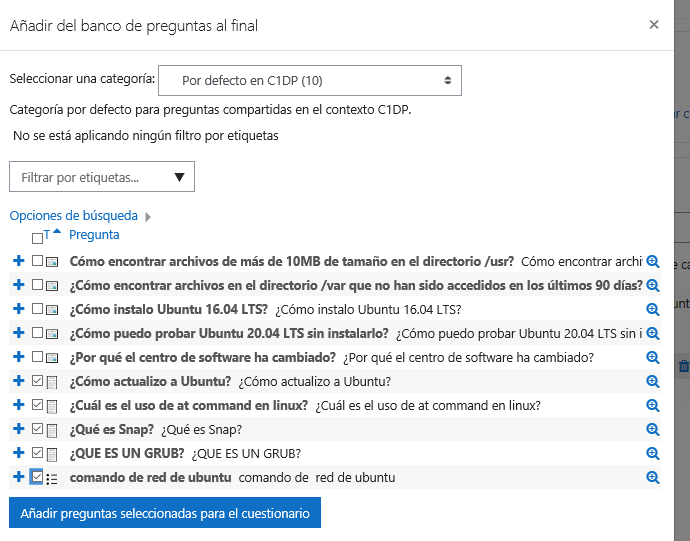 Añadir del banco de preguntas al final ×
Seleccionar una categoría: Por defecto en C1DP (10)
Categoría por defecto para preguntas compartidas en el contexto C1DP.
No se está aplicando ningún filtro por etiquetas
Filtrar por etiquetas... ▼
Opciones de búsqueda
T Pregunta
Cómo encontrar archivos de más de 10MB de tamaño en el directorio /usr? Cómo encontrar archi
¿Cómo encontrar archivos en el directorio /var que no han sido accedidos en los últimos 90 días?
¿Cómo instalo Ubuntu 16.04 LTS? ¿Cómo instalo Ubuntu 16.04 LTS?
¿Cómo puedo probar Ubuntu 20.04 LTS sin instalarlo? ¿Cómo puedo probar Ubuntu 20.04 LTS sin i
¿Por qué el centro de software ha cambiado? ¿Por qué el centro de software ha cambiado?
¿Cómo actualizo a Ubuntu? ¿Cómo actualizo a Ubuntu?
¿Cuál es el uso de at command en linux? ¿Cuál es el uso de at command en linux?
¿Qué es Snap? ¿Qué es Snap?
¿QUE ES UN GRUB? ¿QUE ES UN GRUB?
comando de red de ubuntu comando de red de ubuntu
Añadir preguntas seleccionadas para el cuestionario